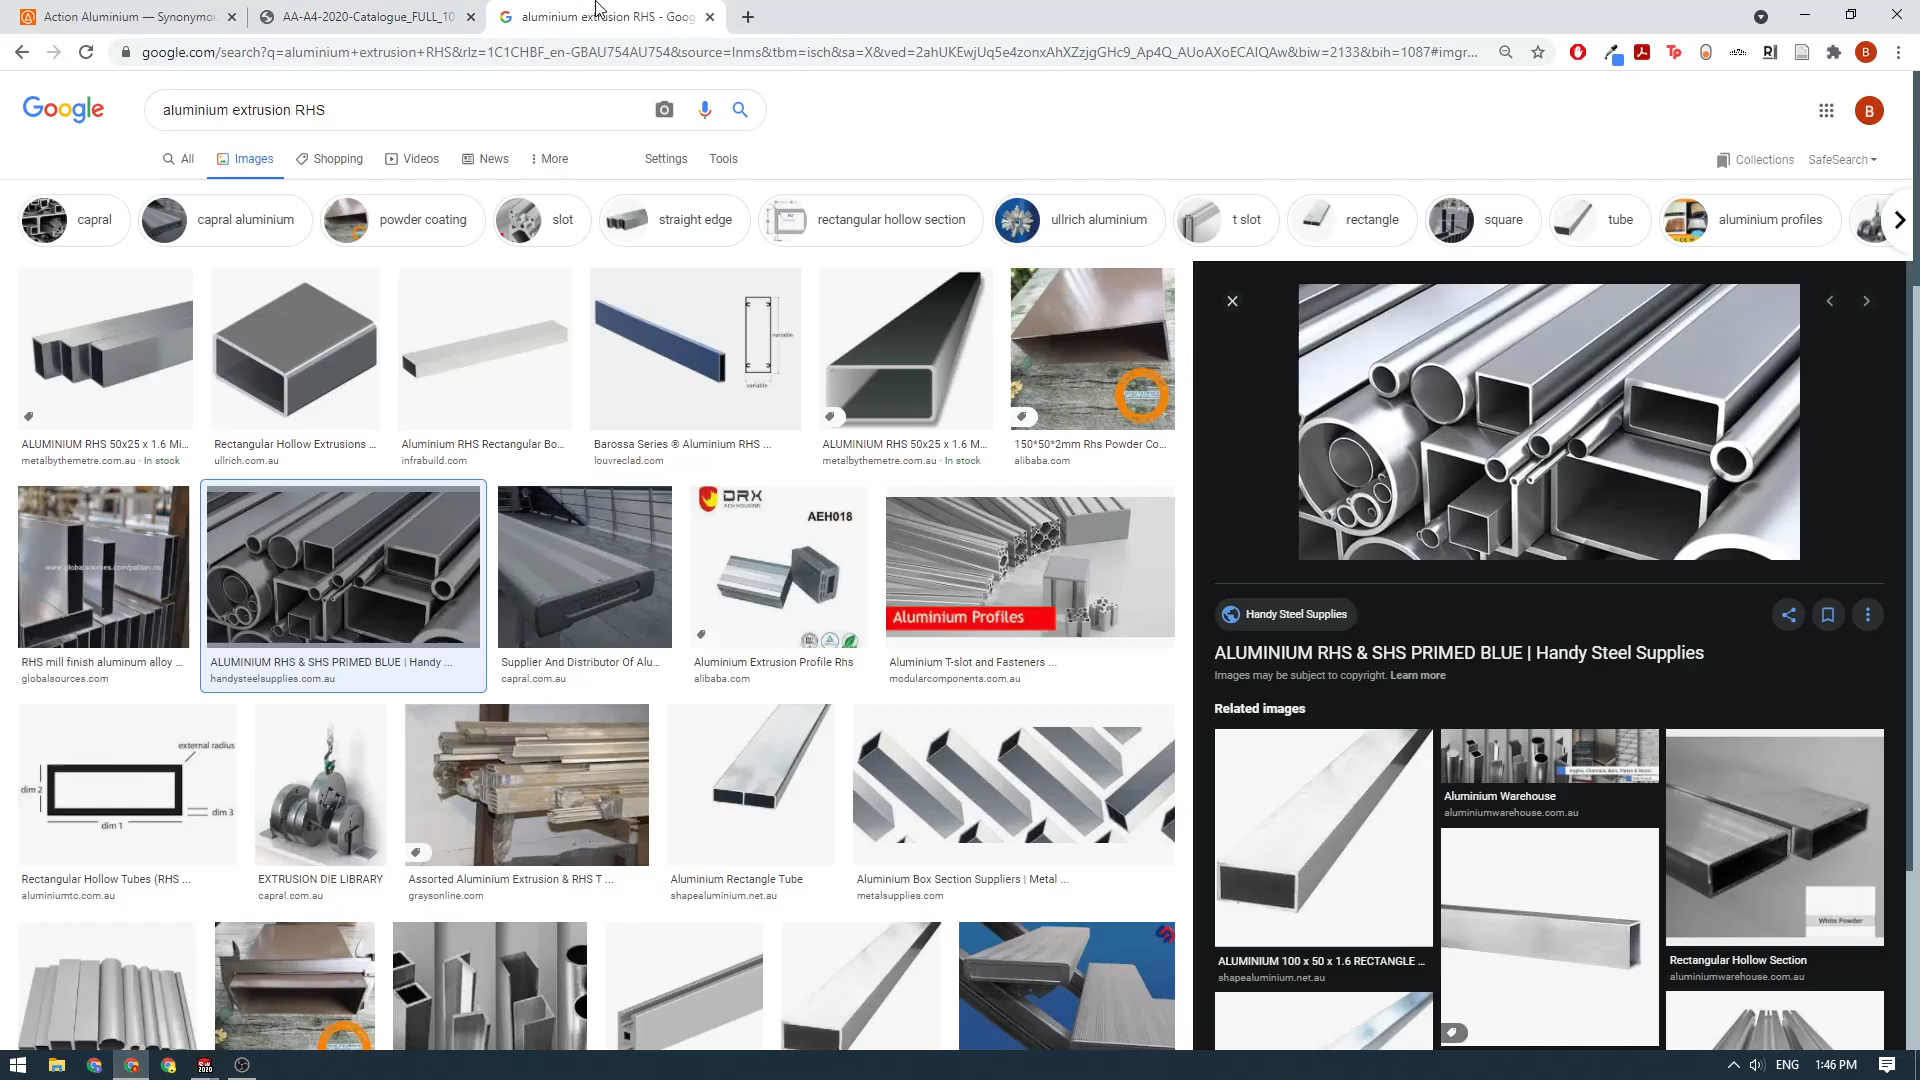 Action Aluminium — Synonymou
AA-A4-2020-Catalogue_FULL_10
aluminium extrusion RHS - Goog
google.com/search?q=aluminium+extrusion+RHS&rlz=1C1CHBF_en-GBAU754AU754&source=lnms&tbm=isch&sa=X&ved=2ahUKEwjUq5e4zonxAhXZzjgGHc9_Ap4Q_AUoAXoECAIQAw&biw=2133&bih=1087#imgr...
Google
aluminium extrusion RHS
B
All
Images
Shopping
Videos
News
More
Settings
Tools
Collections
SafeSearch
capral
capral aluminium
powder coating
slot
straight edge
rectangular hollow section
ullrich aluminium
t slot
rectangle
square
tube
aluminium profiles
variable
variable
ALUMINIUM RHS 50x25 x 1.6 Mi...
metalbythemetre.com.au · In stock
Rectangular Hollow Extrusions ...
ullrich.com.au
Aluminium RHS Rectangular Bo...
infrabuild.com
Barossa Series ® Aluminium RHS ...
louvreclad.com
ALUMINIUM RHS 50x25 x 1.6 M...
metalbythemetre.com.au · In stock
150*50*2mm Rhs Powder Co...
alibaba.com
DRX
AEH HOUSING
AEH018
Aluminium Profiles
RHS mill finish aluminum alloy ...
globalsources.com
ALUMINIUM RHS & SHS PRIMED BLUE | Handy ...
handysteelsupplies.com.au
Supplier And Distributor Of Alu...
capral.com.au
Aluminium Extrusion Profile Rhs
alibaba.com
Aluminium T-slot and Fasteners ...
modularcomponents.com.au
external radius
dim 2
dim 3
dim 1
Rectangular Hollow Tubes (RHS ...
aluminiumtc.com.au
EXTRUSION DIE LIBRARY
capral.com.au
Assorted Aluminium Extrusion & RHS T ...
graysonline.com
Aluminium Rectangle Tube
shapealuminium.net.au
Aluminium Box Section Suppliers | Metal ...
metalsupplies.com
Handy Steel Supplies
ALUMINIUM RHS & SHS PRIMED BLUE | Handy Steel Supplies
Images may be subject to copyright. Learn more
Related images
Aluminium Warehouse
aluminiumwarehouse.com.au
White Powder
ALUMINIUM 100 x 50 x 1.6 RECTANGLE ...
shapealuminium.net.au
Rectangular Hollow Section
aluminiumwarehouse.com.au
ENG
1:46 PM